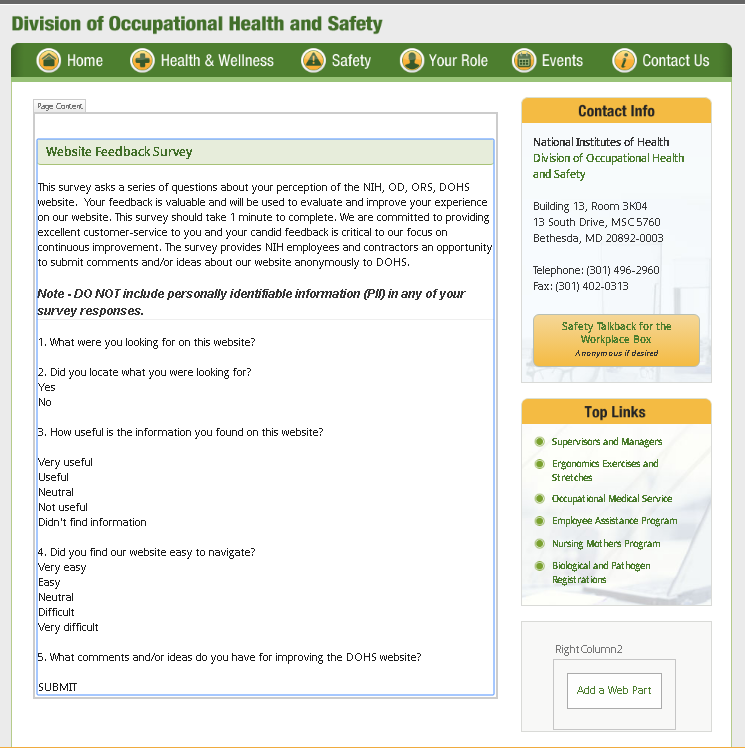 Division of Occupational Health and Safety
Home
Health & Wellness
Safety
Your Role
Events
Contact Us
Page Content
Website Feedback Survey
This survey asks a series of questions about your perception of the NIH, OD, ORS, DOHS
website.  Your feedback is valuable and will be used to evaluate and improve your experience
on our website. This survey should take 1 minute to complete. We are committed to providing
excellent customer-service to you and your candid feedback is critical to our focus on
continuous improvement. The survey provides NIH employees and contractors an opportunity
to submit comments and/or ideas about our website anonymously to DOHS.
Note - DO NOT include personally identifiable information (PII) in any of your
survey responses.
1. What were you looking for on this website?
2. Did you locate what you were looking for?
Yes
No
3. How useful is the information you found on this website?
Very useful
Useful
Neutral
Not useful
Didn't find information
4. Did you find our website easy to navigate?
Very easy
Easy
Neutral
Difficult
Very difficult
5. What comments and/or ideas do you have for improving the DOHS website?
SUBMIT
Contact Info
National Institutes of Health
Division of Occupational Health
and Safety
Building 13, Room 3K04
13 South Drive, MSC 5760
Bethesda, MD 20892-0003
Telephone: (301) 496-2960
Fax: (301) 402-0313
Safety Talkback for the
Workplace Box
Anonymous if desired
Top Links
Supervisors and Managers
Ergonomics Exercises and
Stretches
Occupational Medical Service
Employee Assistance Program
Nursing Mothers Program
Biological and Pathogen
Registrations
RightColumn2
Add a Web Part